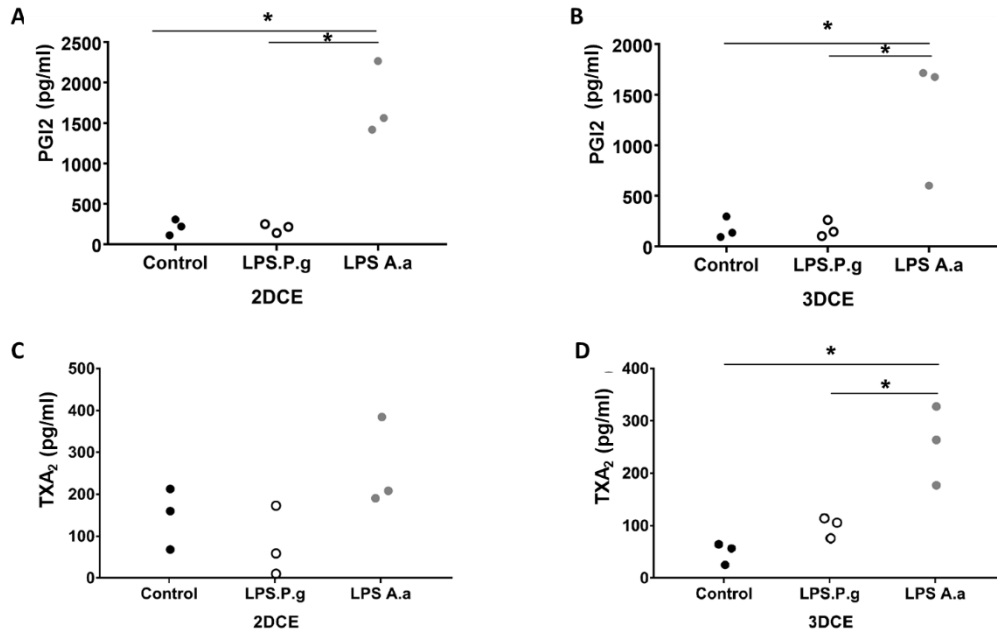 A
*
*
2500
2000
1500
1000
500
0
PGI2 (pg/ml)
Control LPS.P.g LPS A.a
2DCE
B
*
*
2000
1500
1000
500
0
PGI2 (pg/ml)
Control LPS.P.g LPS A.a
3DCE
C
500
400
300
200
100
0
TXA₂ (pg/ml)
Control LPS.P.g LPS A.a
2DCE
D
*
*
400
300
200
100
0
TXA₂ (pg/ml)
Control LPS.P.g LPS A.a
3DCE